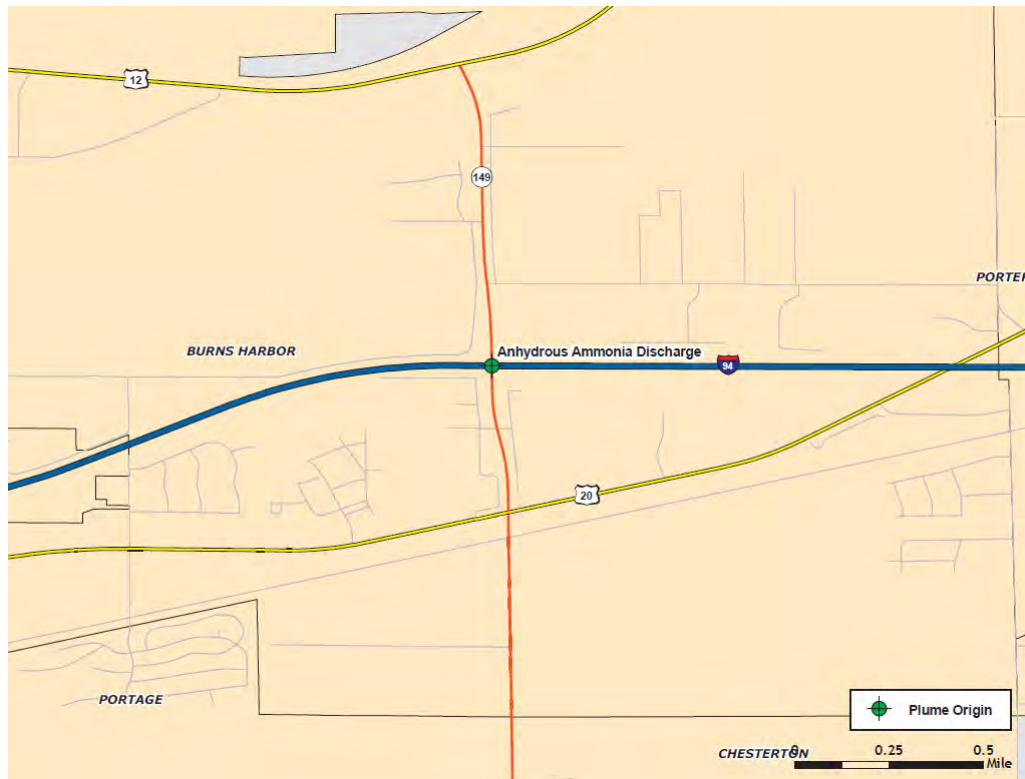 12
149
PORTER
BURNS HARBOR
Anhydrous Ammonia Discharge
94
20
PORTAGE
Plume Origin
CHESTERTON
0 0.25 0.5
Mile